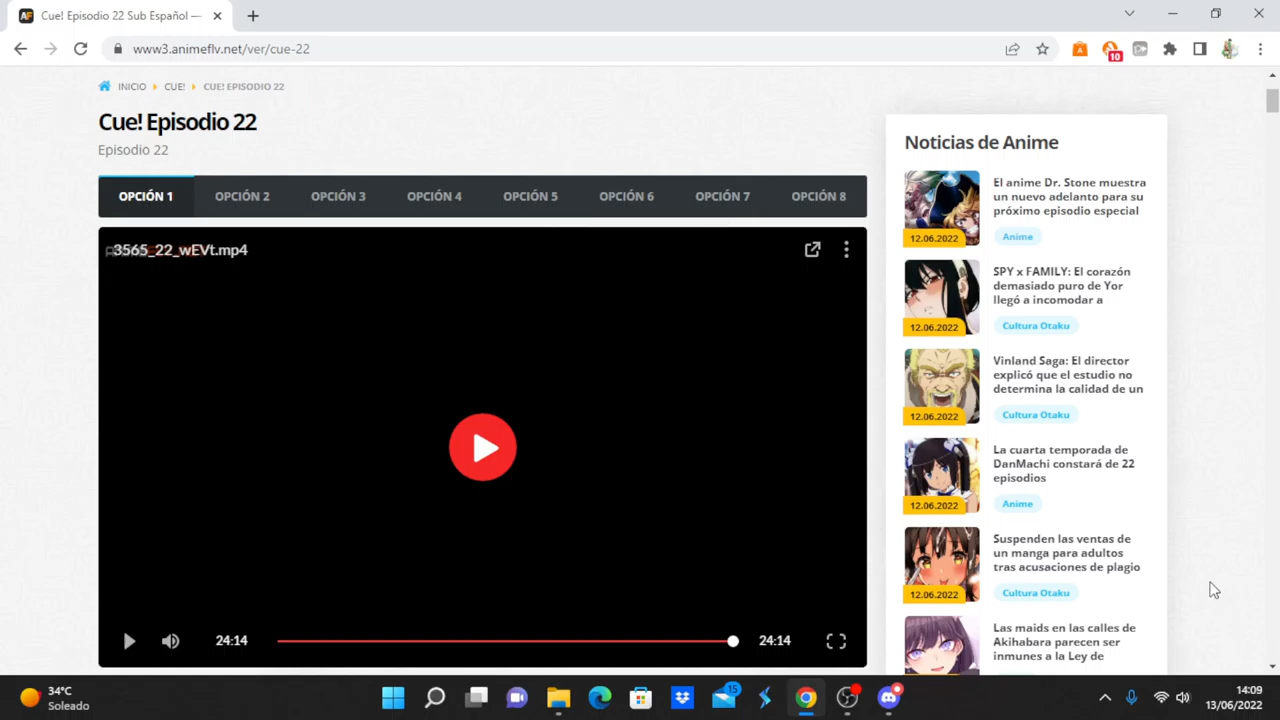 Cue! Episodio 22 Sub Español —
www3.animeflv.net/ver/cue-22
10
INICIO
CUE!
CUE! EPISODIO 22
Cue! Episodio 22
Episodio 22
OPCIÓN 1
OPCIÓN 2
OPCIÓN 3
OPCIÓN 4
OPCIÓN 5
OPCIÓN 6
OPCIÓN 7
OPCIÓN 8
3565_22_wEVt.mp4
24:14
24:14
Noticias de Anime
12.06.2022
El anime Dr. Stone muestra
un nuevo adelanto para su
próximo episodio especial
Anime
12.06.2022
SPY x FAMILY: El corazón
demasiado puro de Yor
llegó a incomodar a
Cultura Otaku
12.06.2022
Vinland Saga: El director
explicó que el estudio no
determina la calidad de un
Cultura Otaku
12.06.2022
La cuarta temporada de
DanMachi constará de 22
episodios
Anime
12.06.2022
Suspenden las ventas de
un manga para adultos
tras acusaciones de plagio
Cultura Otaku
Las maids en las calles de
Akihabara parecen ser
inmunes a la Ley de
34°C
Soleado
15
14:09
13/06/2022